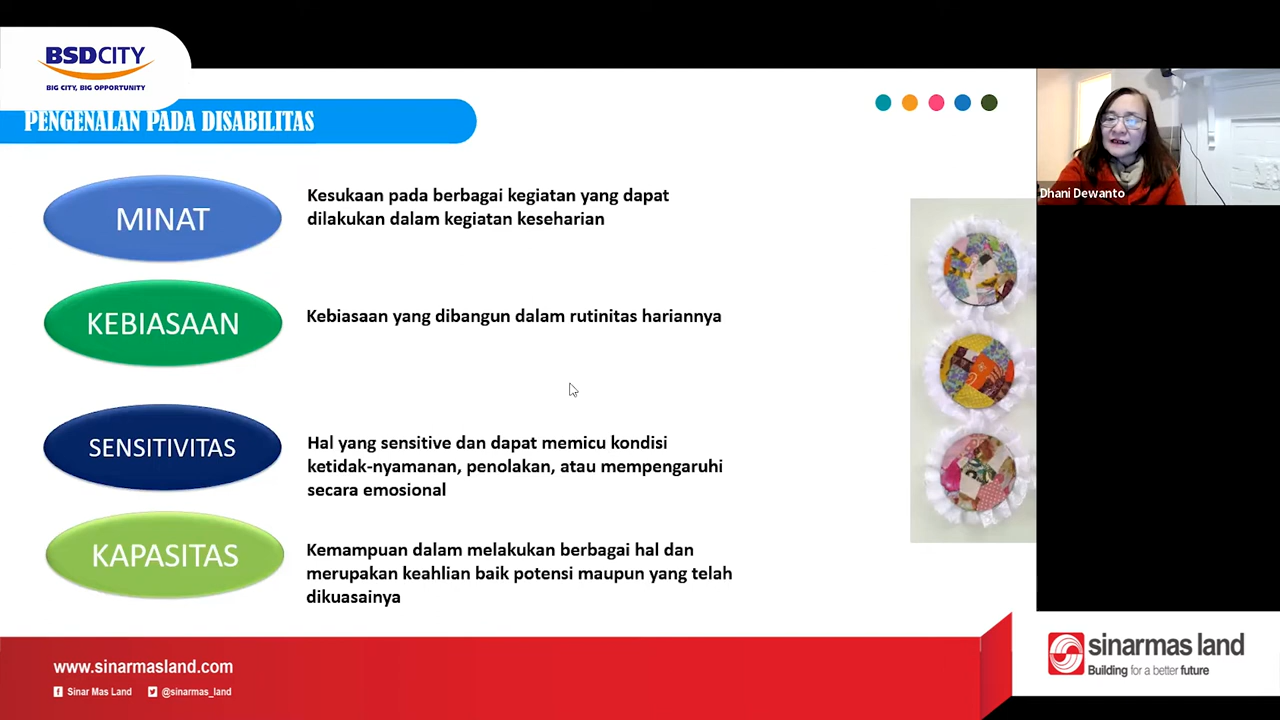 BSDCITY
BIG CITY, BIG OPPORTUNITY
PENGENALAN PADA DISABILITAS
MINAT
Kesukaan pada berbagai kegiatan yang dapat
dilakukan dalam kegiatan keseharian
KEBIASAAN
Kebiasaan yang dibangun dalam rutinitas hariannya
SENSITIVITAS
Hal yang sensitive dan dapat memicu kondisi
ketidak-nyamanan, penolakan, atau mempengaruhi
secara emosional
KAPASITAS
Kemampuan dalam melakukan berbagai hal dan
merupakan keahlian baik potensi maupun yang telah
dikuasainya
Dhani Dewanto
www.sinarmasland.com
Sinar Mas Land
@sinarmas_land
sinarmas land
Building for a better future